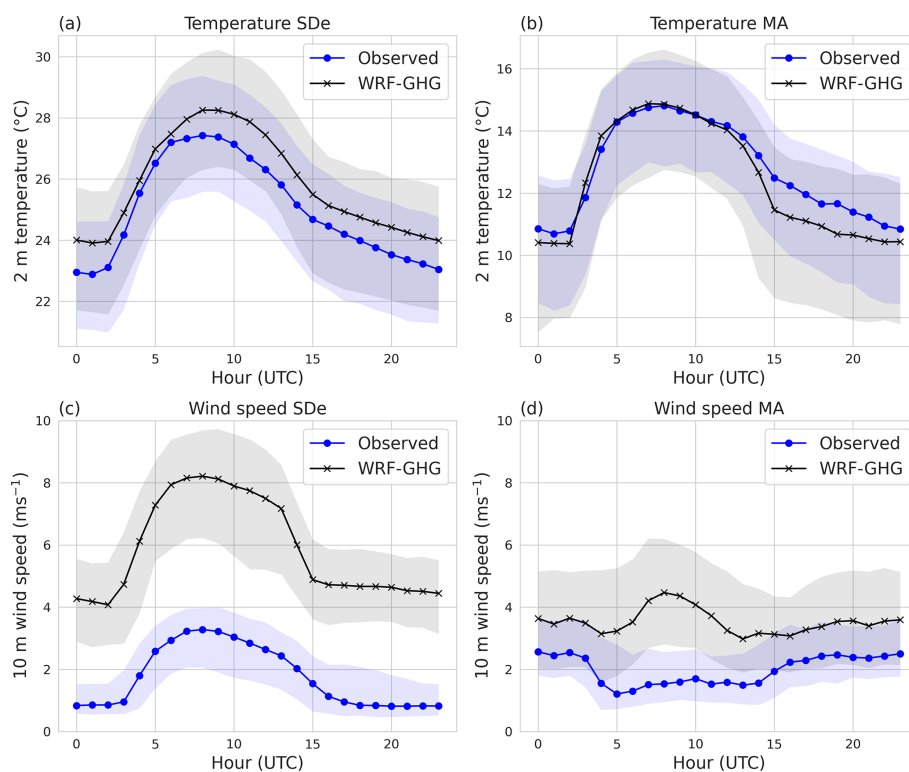 (a) Temperature SDe
30
28
26
24
22
2 m temperature (°C)
Observed
WRF-GHG
0 5 10 15 20
Hour (UTC)
(b) Temperature MA
16
14
12
10
8
2 m temperature (°C)
Observed
WRF-GHG
0 5 10 15 20
Hour (UTC)
(c) Wind speed SDe
10
8
6
4
2
0
10 m wind speed (ms⁻¹)
Observed
WRF-GHG
0 5 10 15 20
Hour (UTC)
(d) Wind speed MA
10
8
6
4
2
0
10 m wind speed (ms⁻¹)
Observed
WRF-GHG
0 5 10 15 20
Hour (UTC)